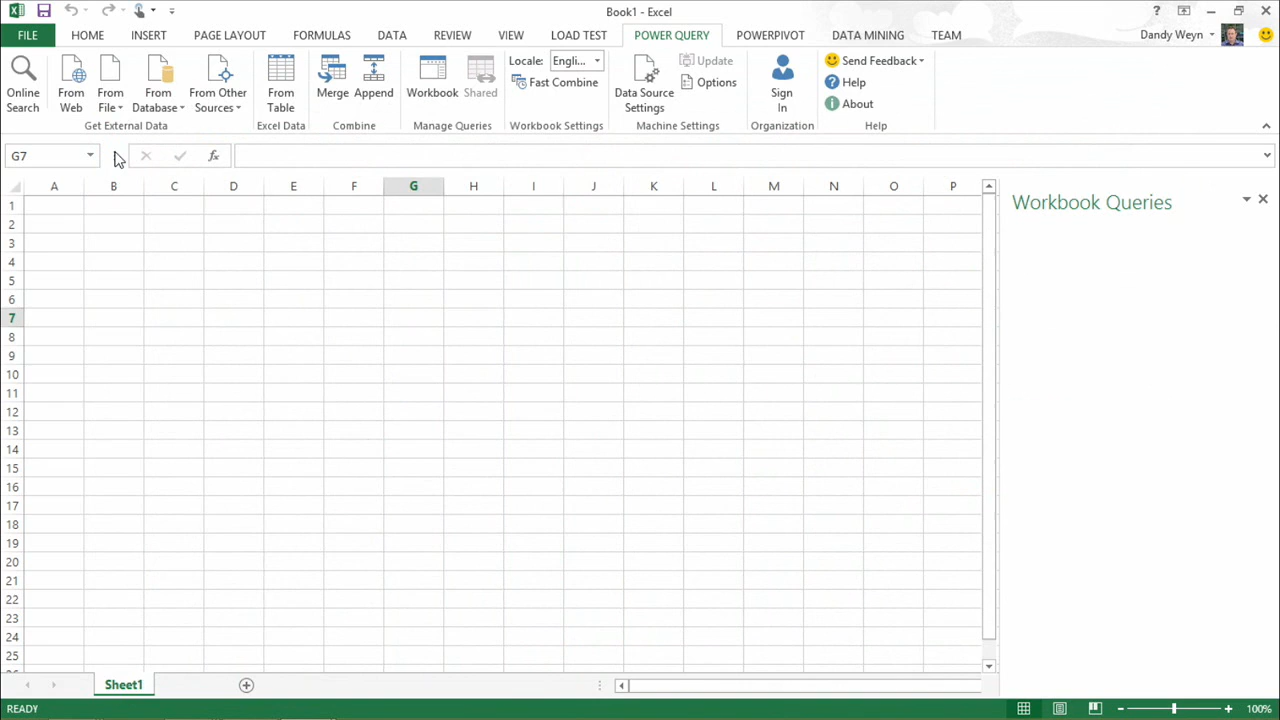 Book1 - Excel
FILE HOME INSERT PAGE LAYOUT FORMULAS DATA REVIEW VIEW LOAD TEST POWER QUERY POWERPIVOT DATA MINING TEAM Dandy Weyn
Online Search
From Web
From File
From Database
From Other Sources
Get External Data
From Table
Excel Data
Merge
Append
Combine
Workbook
Shared
Manage Queries
Locale: Engli...
Fast Combine
Workbook Settings
Data Source Settings
Update
Options
Machine Settings
Sign In
Organization
Send Feedback
Help
About
Help
G7
fx
A B C D E F G H I J K L M N O P
1
2
3
4
5
6
7
8
9
10
11
12
13
14
15
16
17
18
19
20
21
22
23
24
25
Workbook Queries
Sheet1
READY
100%